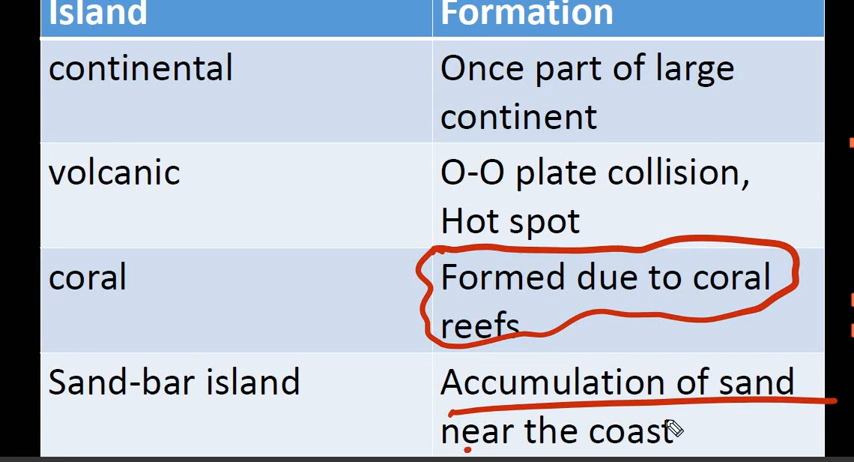 Island
Formation
continental
Once part of large
continent
volcanic
O-O plate collision,
Hot spot
coral
Formed due to coral
reefs
Sand-bar island
Accumulation of sand
near the coast